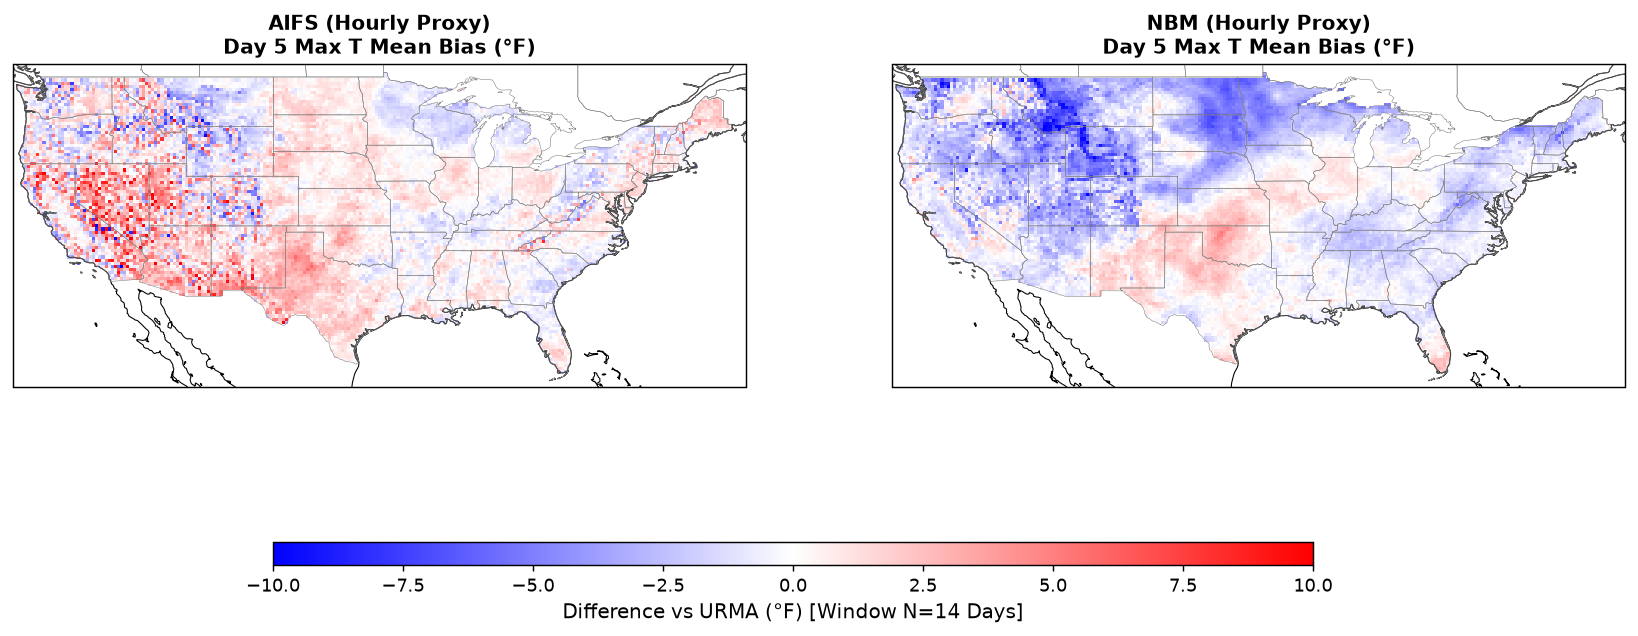 AIFS (Hourly Proxy)
Day 5 Max T Mean Bias (°F)
NBM (Hourly Proxy)
Day 5 Max T Mean Bias (°F)
−10.0 −7.5 −5.0 −2.5 0.0 2.5 5.0 7.5 10.0
Difference vs URMA (°F) [Window N=14 Days]